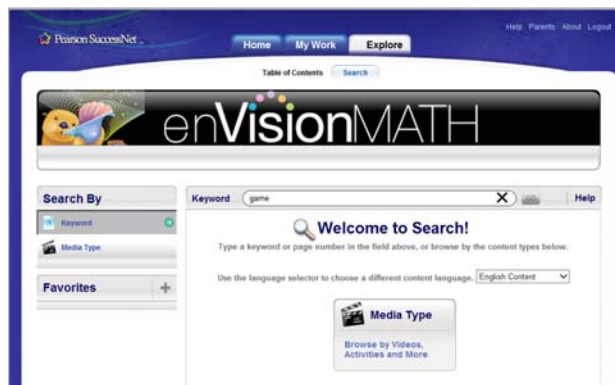 Help Parents About Logout
Pearson SuccessNet
Home My Work Explore
Table of Contents Search
enVisionMATH
Search By
Keyword
Media Type
Favorites +
Keyword game X Help
Welcome to Search!
Type a keyword or page number in the field above, or browse by the content types below.
Use the language selector to choose a different content language. English Content
Media Type
Browse by Videos,
Activities and More